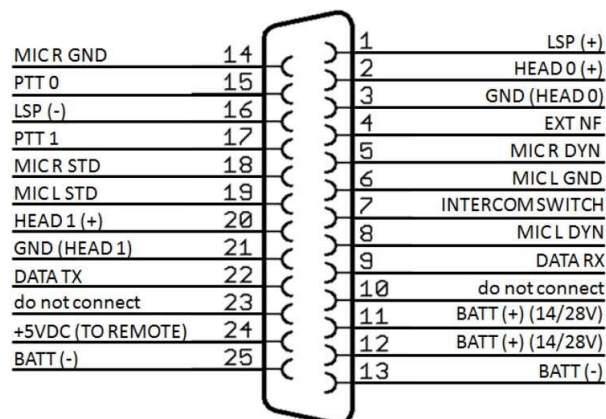 MIC R GND 14
PTT 0 15
LSP (-) 16
PTT 1 17
MIC R STD 18
MIC L STD 19
HEAD 1 (+) 20
GND (HEAD 1) 21
DATA TX 22
do not connect 23
+5VDC (TO REMOTE) 24
BATT (-) 25
1 LSP (+)
2 HEAD 0 (+)
3 GND (HEAD 0)
4 EXT NF
5 MIC R DYN
6 MIC L GND
7 INTERCOM SWITCH
8 MIC L DYN
9 DATA RX
10 do not connect
11 BATT (+) (14/28V)
12 BATT (+) (14/28V)
13 BATT (-)